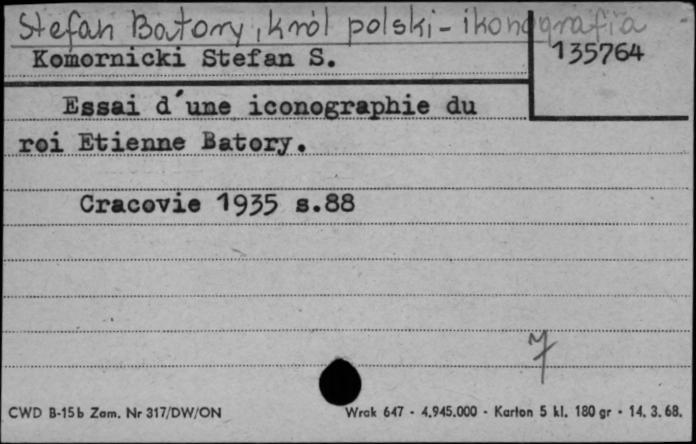 Stefan Batory, król polski - ikonografia
Komornicki Stefan S.
135764
Essai d'une iconographie du
roi Etienne Batory.
Cracovie 1935 s.88
7
CWD B-15b Zam. Nr 317/DW/ON
Wrak 647 - 4.945.000 - Karton 5 kl. 180 gr - 14. 3. 68.